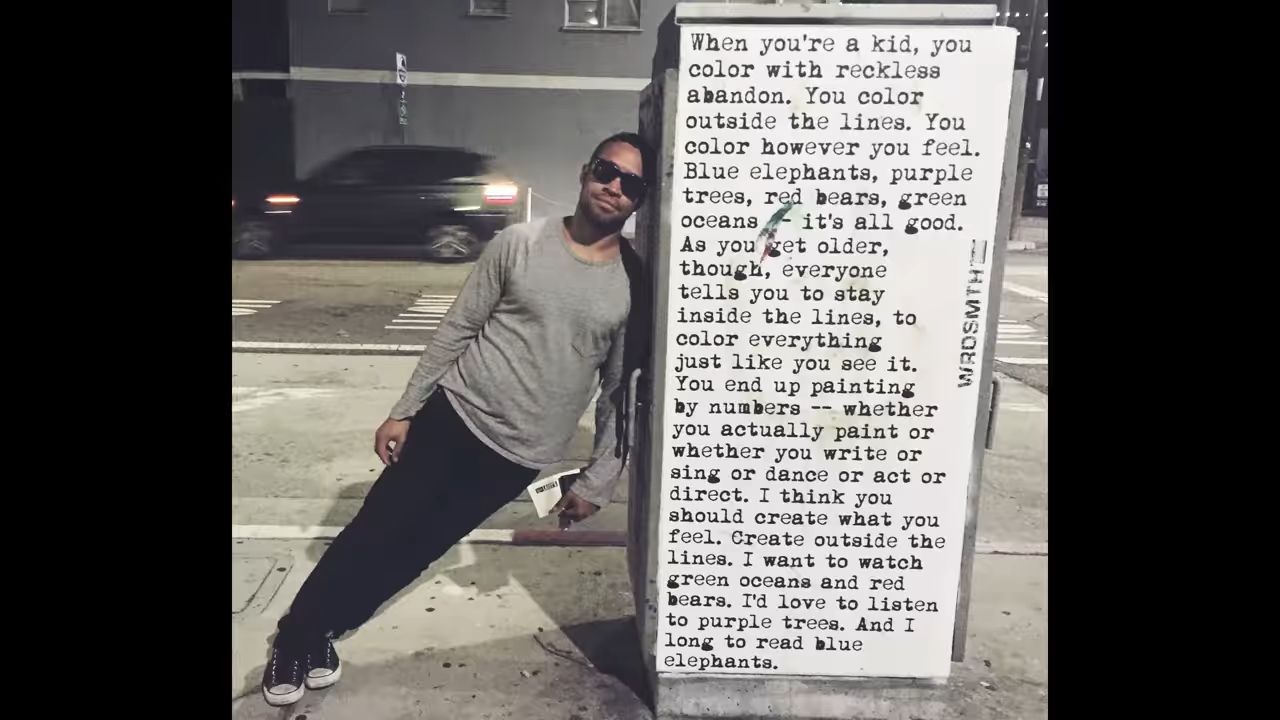 When you're a kid, you
color with reckless
abandon. You color
outside the lines. You
color however you feel.
Blue elephants, purple
trees, red bears, green
oceans -- it's all good.
As you get older,
though, everyone
tells you to stay
inside the lines, to
color everything
just like you see it.
You end up painting
by numbers -- whether
you actually paint or
whether you write or
sing or dance or act or
direct. I think you
should create what you
feel. Create outside the
lines. I want to watch
green oceans and red
bears. I'd love to listen
to purple trees. And I
long to read blue
elephants.
WRDSMTH